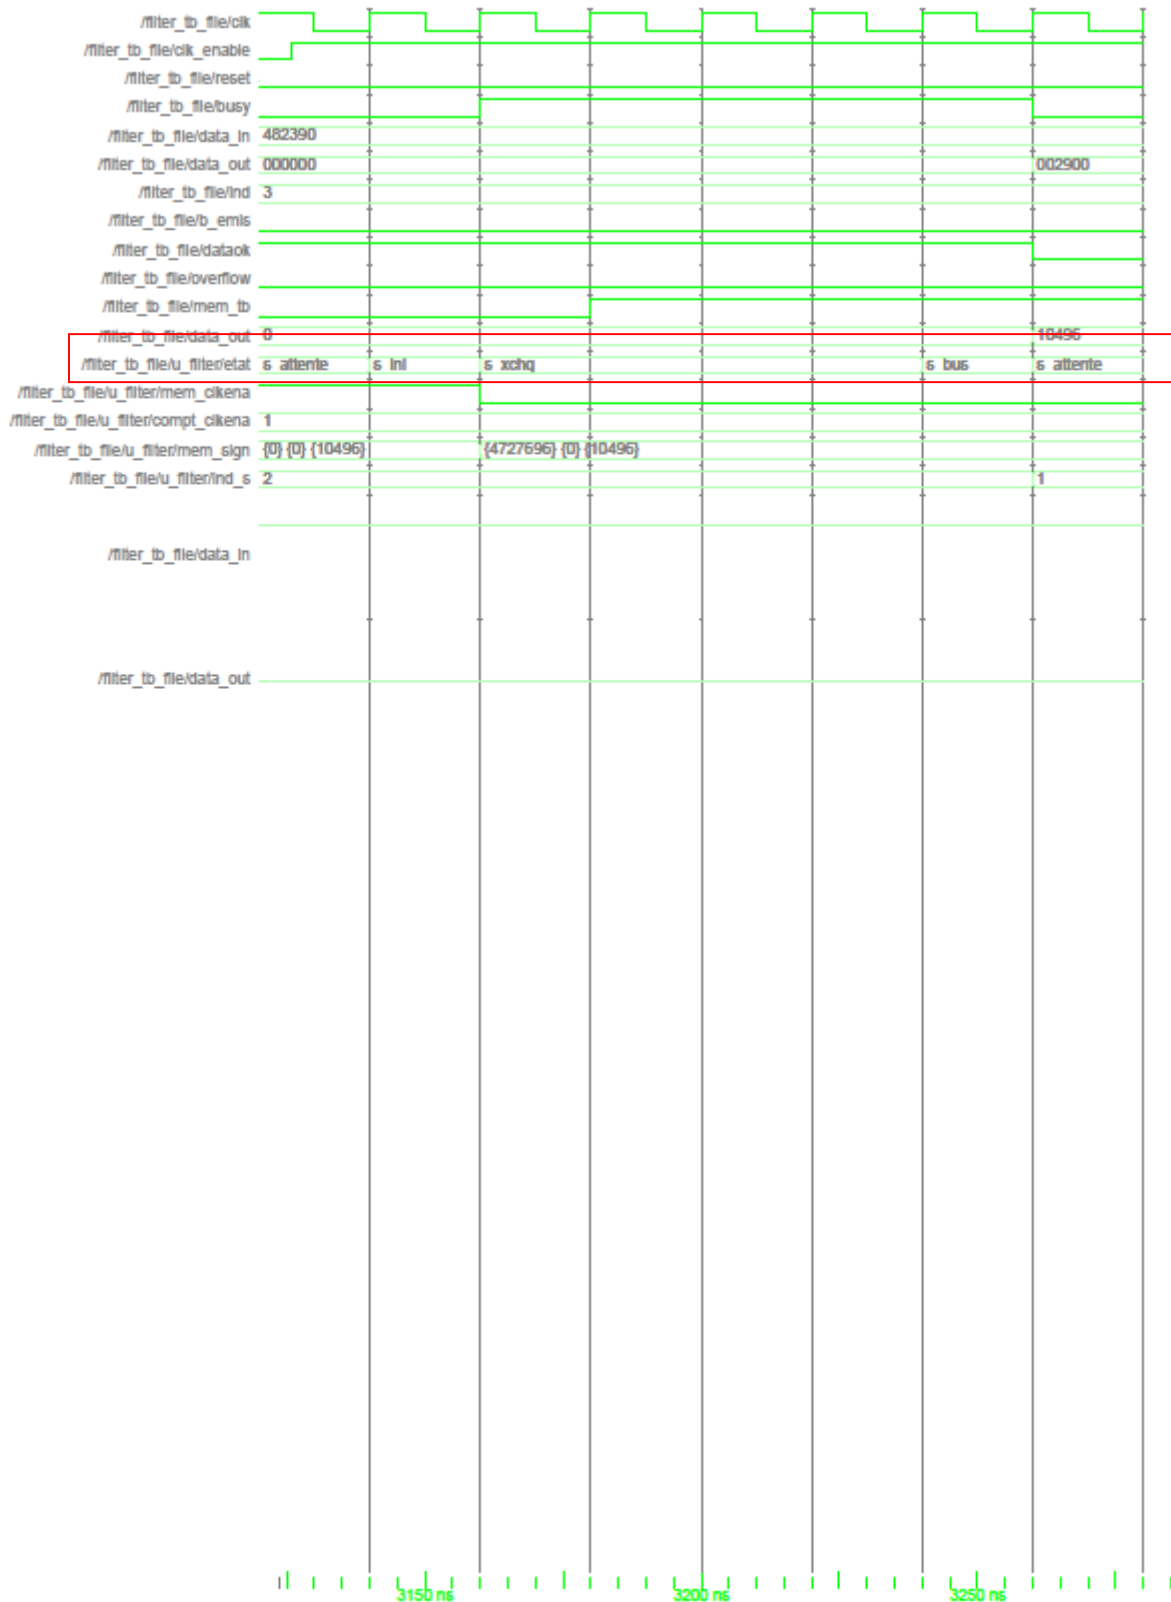 /filter_tb_file/clk
/filter_tb_file/clk_enable
/filter_tb_file/reset
/filter_tb_file/busy
/filter_tb_file/data_in 482390
/filter_tb_file/data_out 000000 002900
/filter_tb_file/ind 3
/filter_tb_file/b_emis
/filter_tb_file/dataok
/filter_tb_file/overflow
/filter_tb_file/mem_tb
/filter_tb_file/data_out 0 10496
/filter_tb_file/u_filter/etat s_attente s_ini s_xchg s_bus s_attente
/filter_tb_file/u_filter/mem_clkena
/filter_tb_file/u_filter/compt_clkena 1
/filter_tb_file/u_filter/mem_sign {0} {0} {10496} {4727696} {0} {10496}
/filter_tb_file/u_filter/ind_s 2 1
/filter_tb_file/data_in
/filter_tb_file/data_out
3150 ns 3200 ns 3250 ns